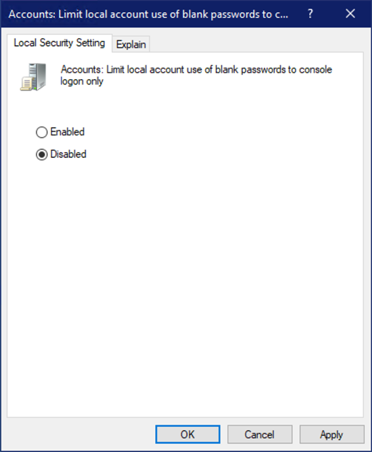 Accounts: Limit local account use of blank passwords to c... ?
Local Security Setting Explain
Accounts: Limit local account use of blank passwords to console
logon only
Enabled
Disabled
OK Cancel Apply